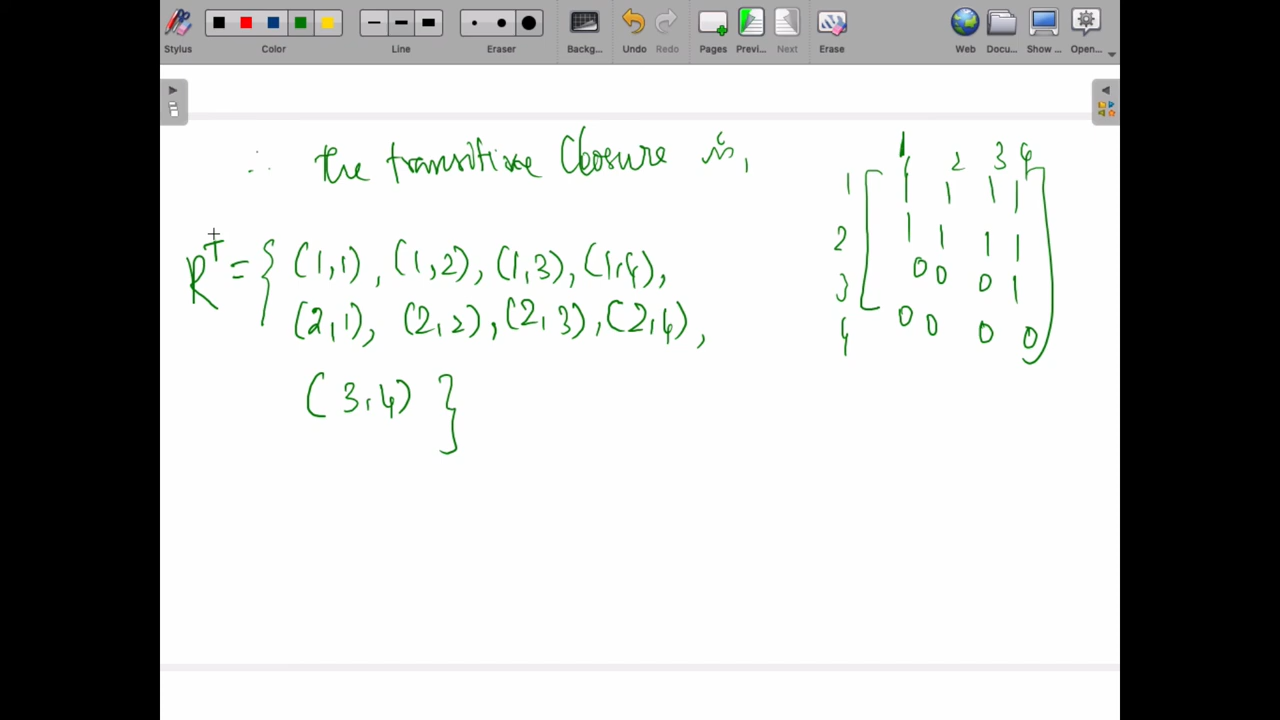 Stylus Color Line Eraser Backg... Undo Redo Pages Previ... Next Erase Web Docu... Show ... Open...
∴ the transitive closure is,
R^T = { (1,1), (1,2), (1,3), (1,4),
(2,1), (2,2), (2,3), (2,4),
(3,4) }
1 2 3 4
1 [ 1 1 1 1
2 1 1 1 1
3 0 0 0 1
4 0 0 0 0 ]